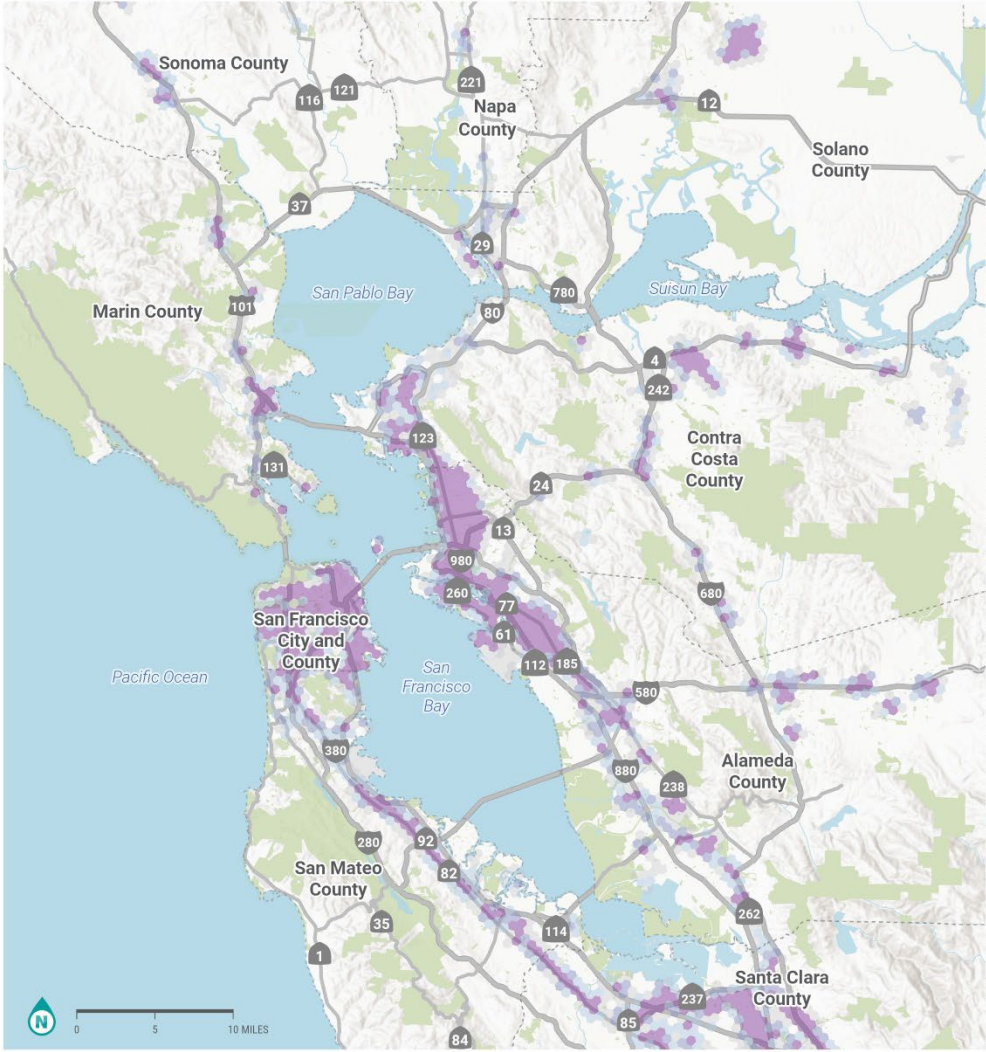 Sonoma County
121
116
221
Napa
County
12
Solano
County
37
29
San Pablo Bay
780
Suisun Bay
Marin County
101
80
4
242
123
Contra
Costa
County
131
24
13
980
260
77
680
San Francisco
City and
County
61
112
185
Pacific Ocean
San
Francisco
Bay
580
380
880
Alameda
County
238
280
92
San Mateo
County
82
35
262
114
1
Santa Clara
County
237
85
84
N
0 5 10 MILES